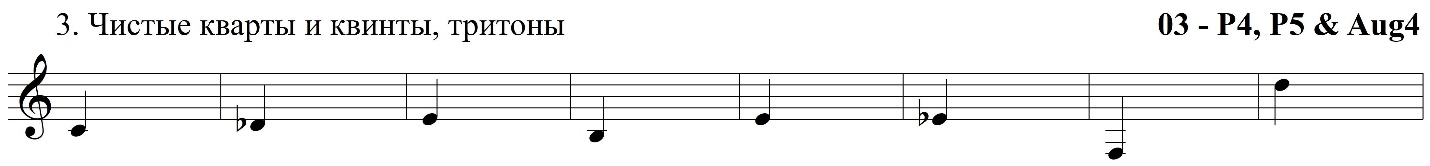 3. Чистые кварты и квинты, тритоны
03 - P4, P5 & Aug4